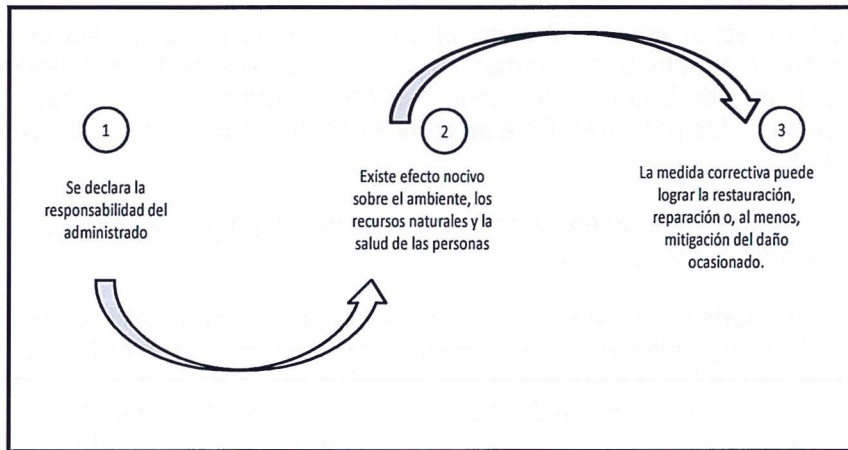 1
Se declara la
responsabilidad del
administrado
2
Existe efecto nocivo
sobre el ambiente, los
recursos naturales y la
salud de las personas
3
La medida correctiva puede
lograr la restauración,
reparación o, al menos,
mitigación del daño
ocasionado.